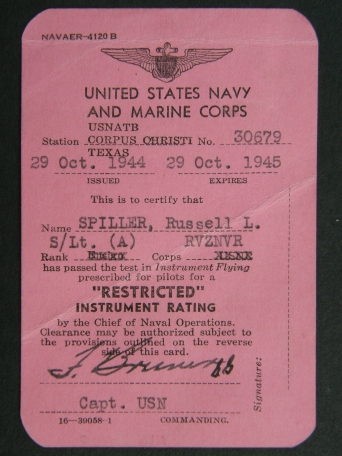 NAVAER-4120 B
UNITED STATES NAVY
AND MARINE CORPS
USNATB
Station CORPUS CHRISTI No. 30679
TEXAS
29 Oct. 1944 29 Oct. 1945
ISSUED EXPIRES
This is to certify that
Name SPILLER, Russell L.
S/Lt. (A) RVZNVR
Rank Corps
has passed the test in Instrument Flying
prescribed for pilots for a
"RESTRICTED"
INSTRUMENT RATING
by the Chief of Naval Operations.
Clearance may be authorized subject to
the provisions outlined on the reverse
side of this card.
Signature:
Capt. USN
16—39058-1 COMMANDING.